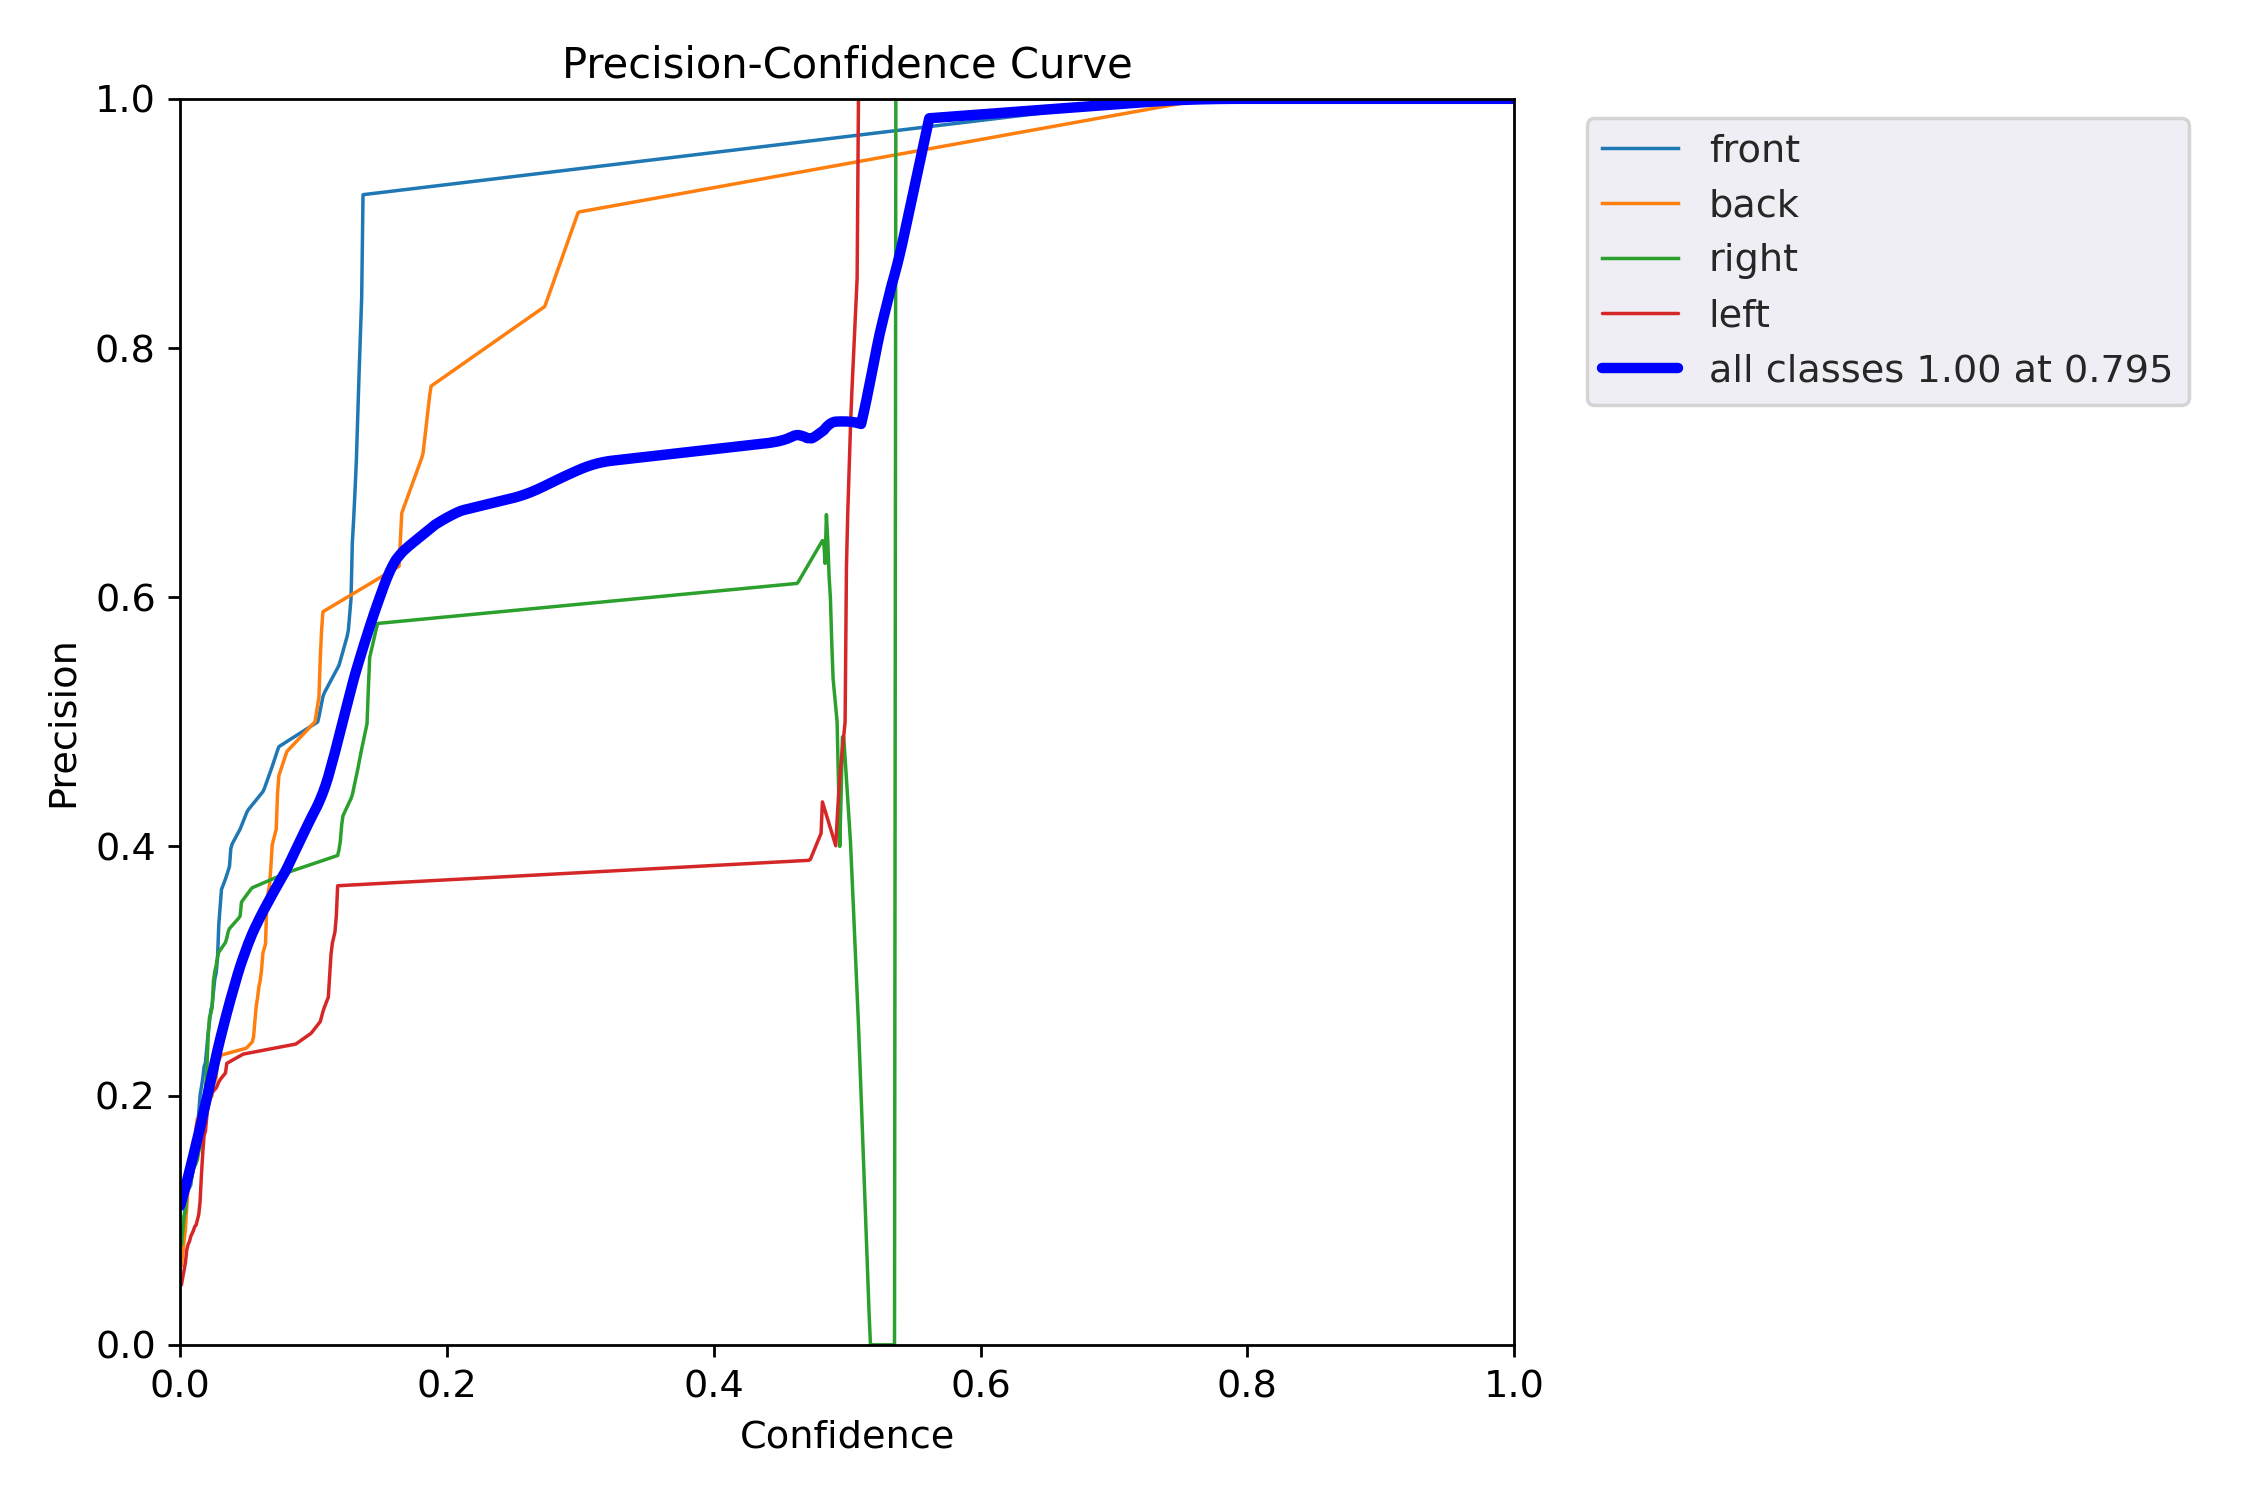 Precision-Confidence Curve
1.0
0.8
0.6
0.4
0.2
0.0
Precision
0.0 0.2 0.4 0.6 0.8 1.0
Confidence
front
back
right
left
all classes 1.00 at 0.795